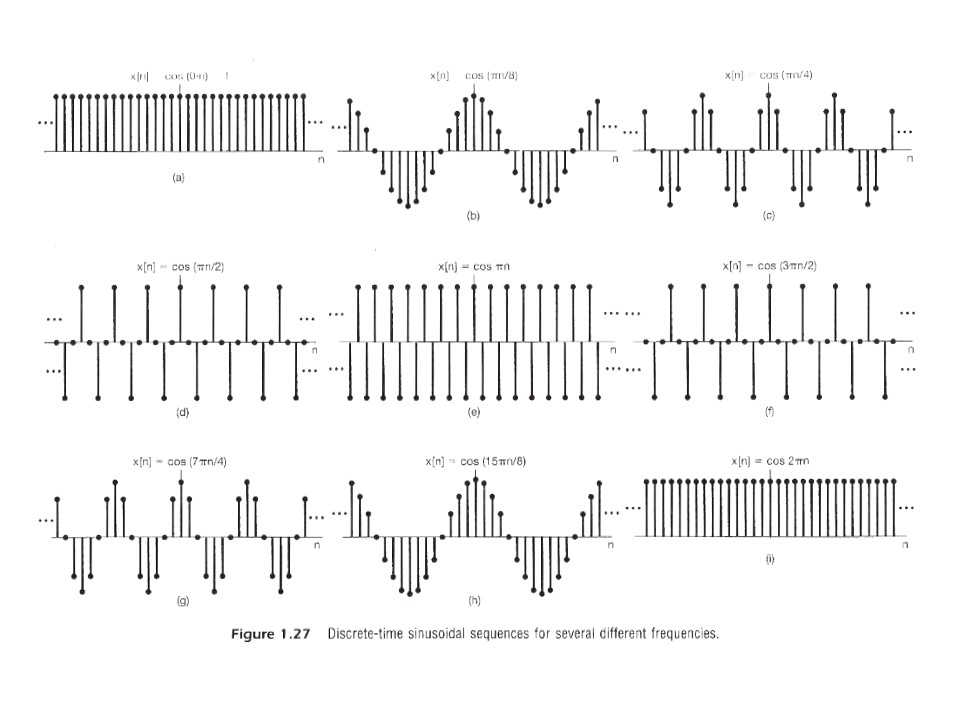 x[n] cos (0·n) 1
x[n] cos (πn/8)
x[n] = cos (πn/4)
••• ••• n
(a)
••• ••• n
(b)
••• ••• n
(c)
x[n] = cos (πn/2)
x[n] = cos πn
x[n] = cos (3πn/2)
••• ••• n
••• •••
(d)
••• ••• n
•••
(e)
••• ••• n
••• •••
(f)
x[n] = cos (7πn/4)
x[n] = cos (15πn/8)
x[n] = cos 2πn
••• ••• n
(g)
••• n
(h)
••• ••• n
(i)
Figure 1.27 Discrete-time sinusoidal sequences for several different frequencies.